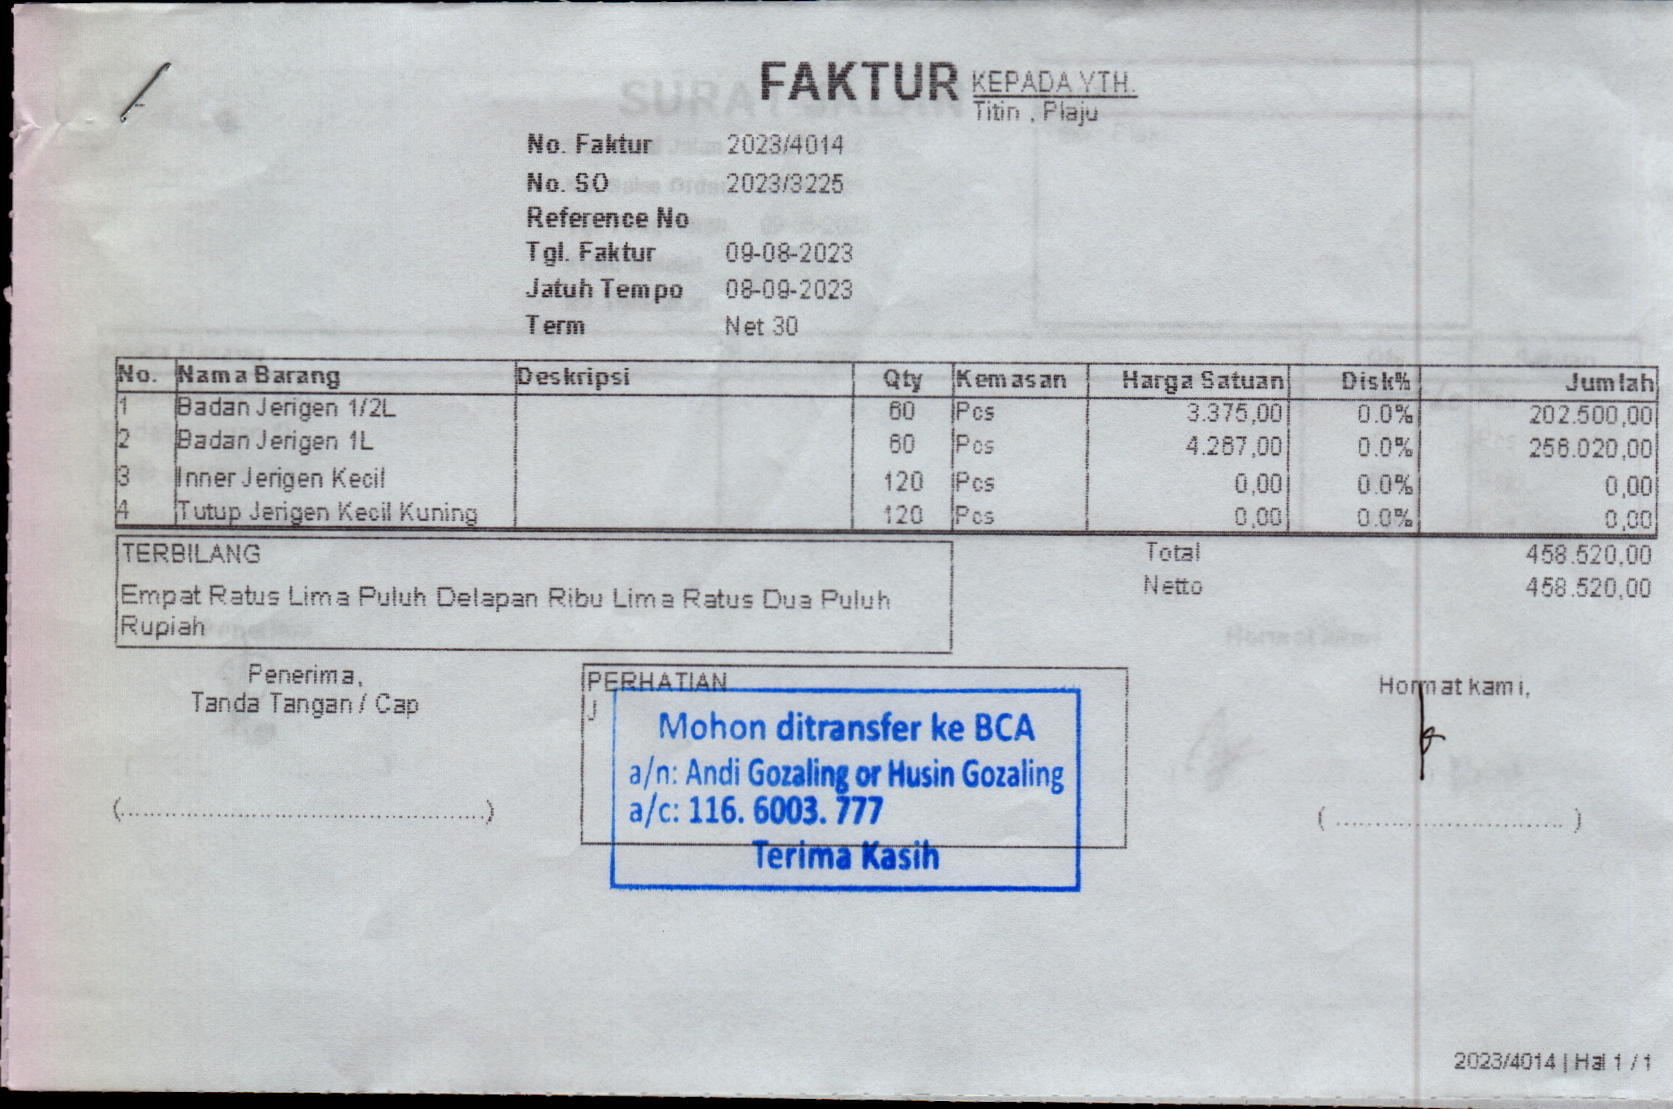 FAKTUR
KEPADA YTH.
Titin , Plaju
No. Faktur 2023/4014
No. SO 2023/3225
Reference No
Tgl. Faktur 09-08-2023
Jatuh Tempo 08-09-2023
Term Net 30
No. Nama Barang Deskripsi Qty Kemasan Harga Satuan Disk% Jumlah
1 Badan Jerigen 1/2L 60 Pcs 3.375,00 0.0% 202.500,00
2 Badan Jerigen 1L 60 Pcs 4.267,00 0.0% 256.020,00
3 Inner Jerigen Kecil 120 Pcs 0,00 0.0% 0,00
4 Tutup Jerigen Kecil Kuning 120 Pcs 0,00 0.0% 0,00
TERBILANG
Empat Ratus Lima Puluh Delapan Ribu Lima Ratus Dua Puluh
Rupiah
Total 458.520,00
Netto 458.520,00
Penerima,
Tanda Tangan / Cap
(................................................)
PERHATIAN
J
Mohon ditransfer ke BCA
a/n: Andi Gozaling or Husin Gozaling
a/c: 116. 6003. 777
Terima Kasih
Hormat kami,
( .............................. )
2023/4014 | Hal 1 / 1